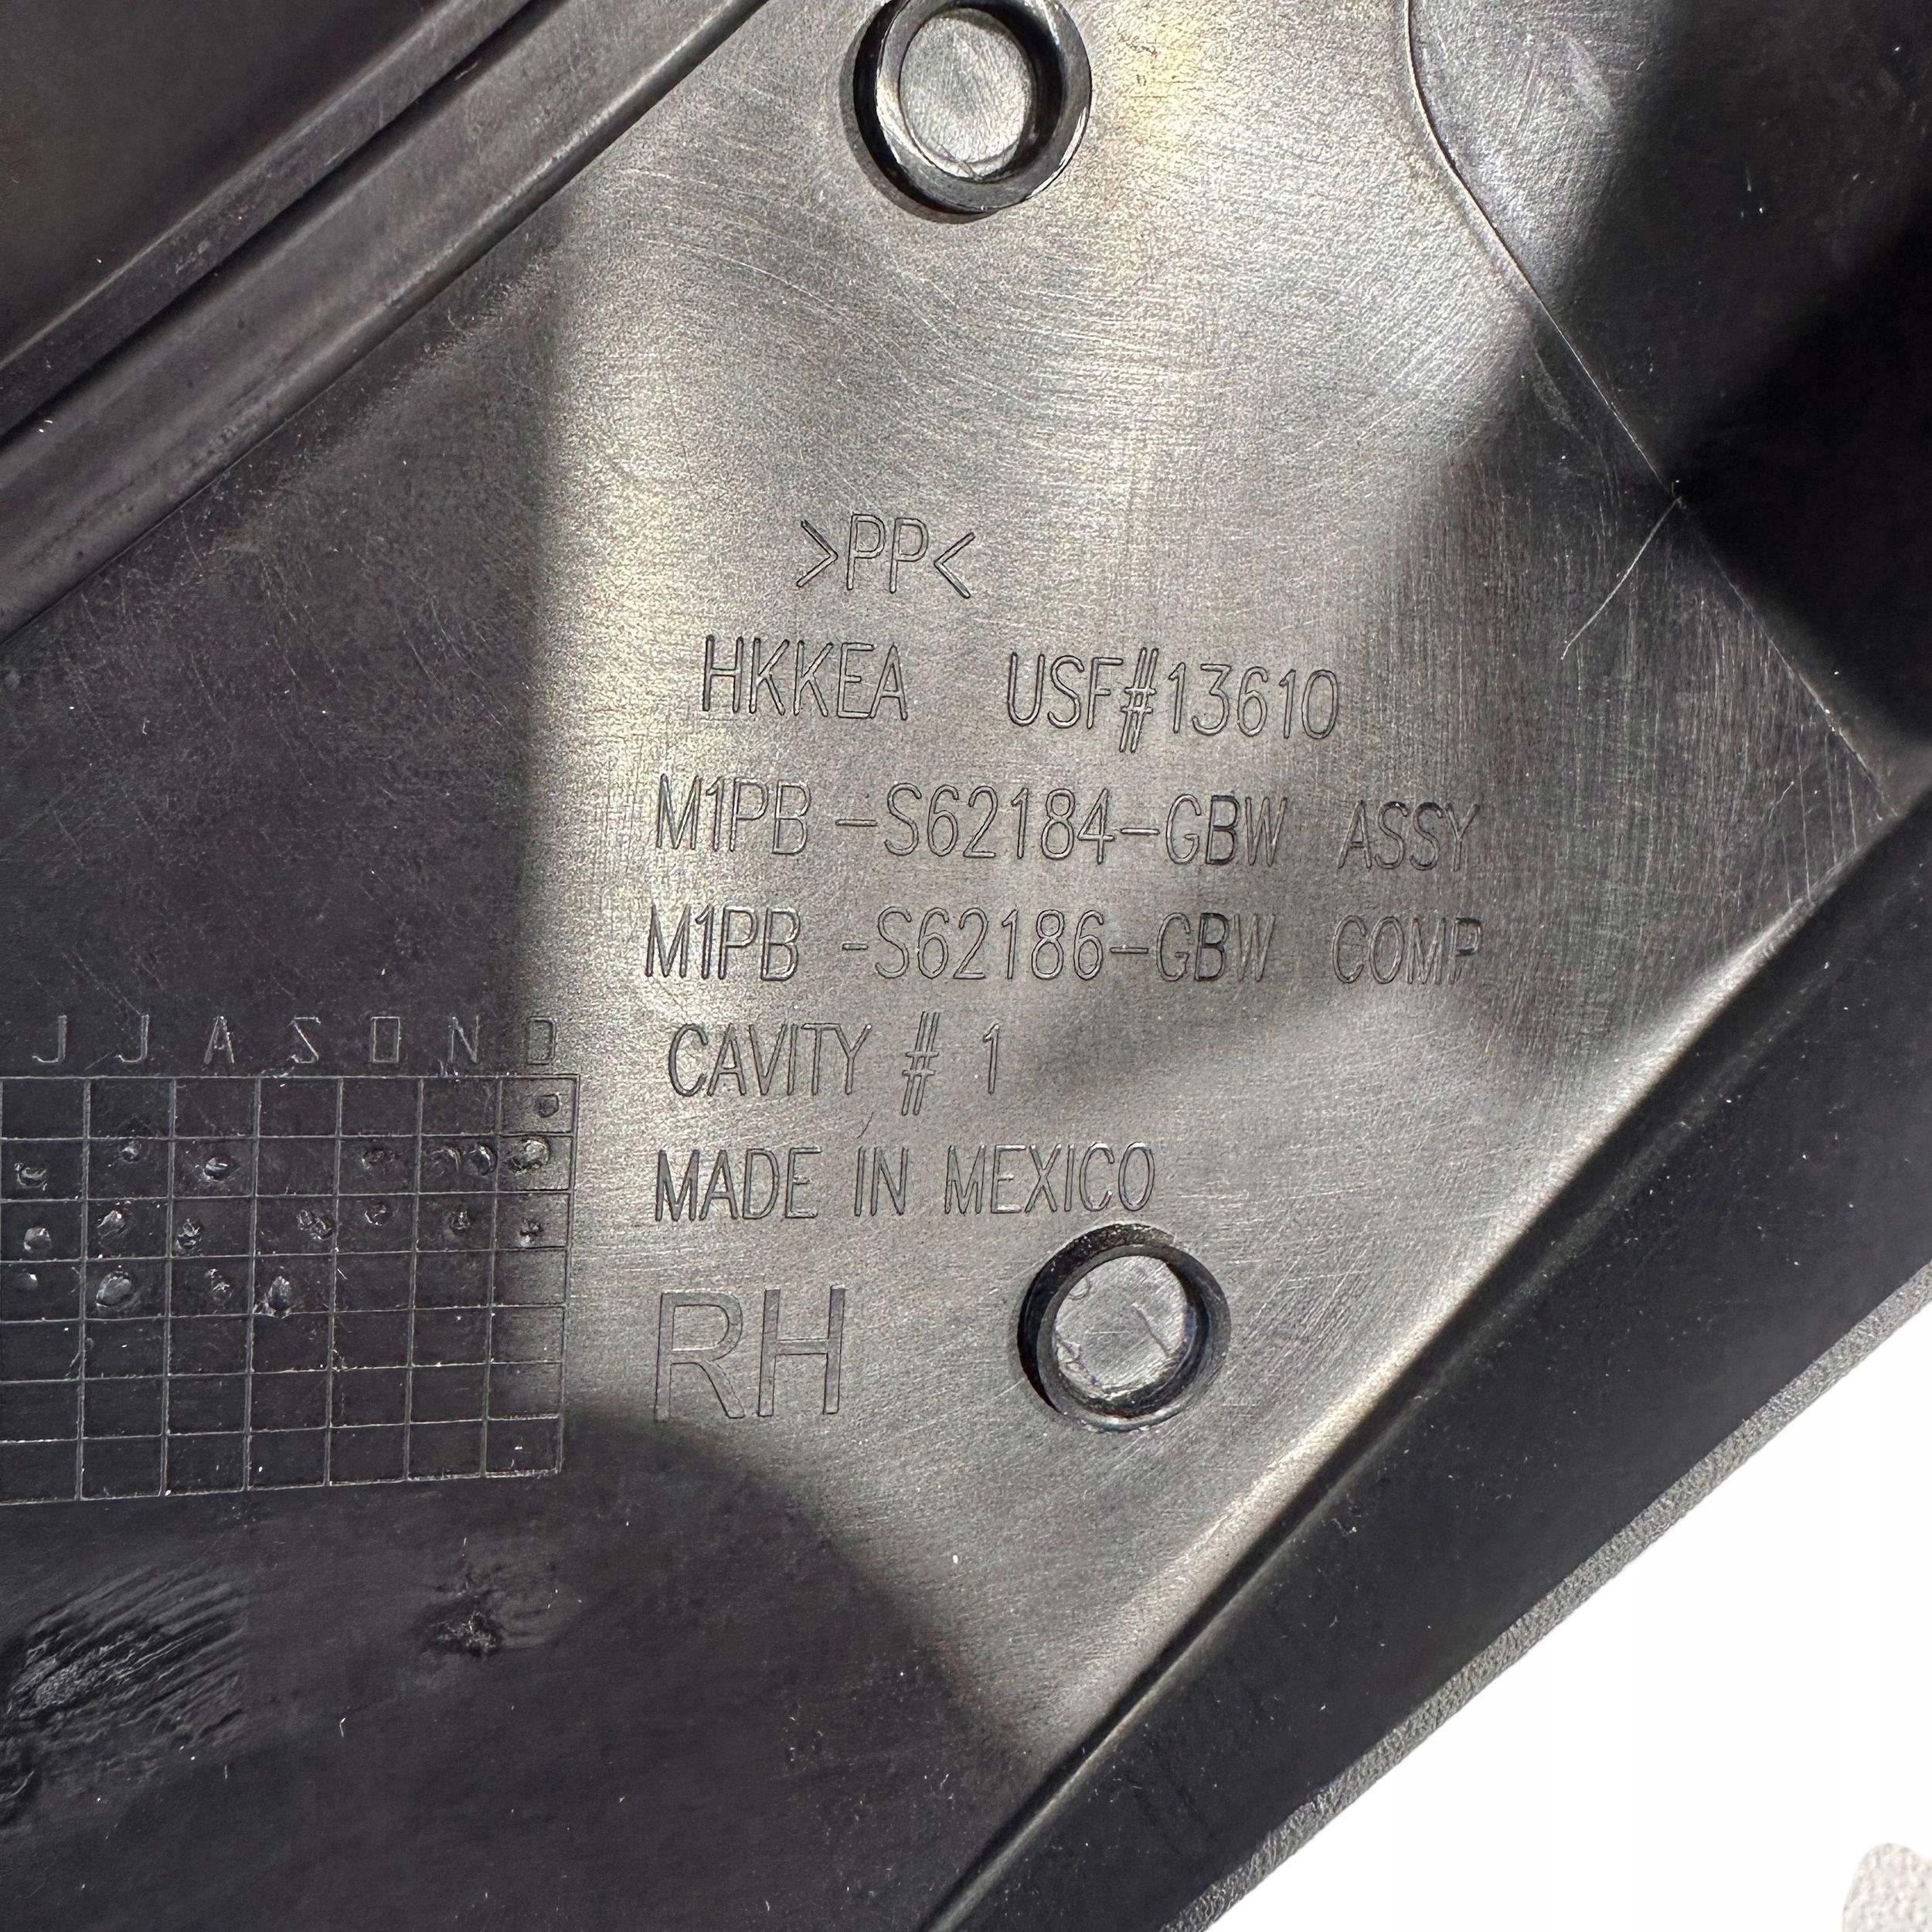 >PP<
HKKEA USF#13610
M1PB -S62184-GBW ASSY
M1PB -S62186-GBW COMP
J J A S O N D
CAVITY # 1
MADE IN MEXICO
RH